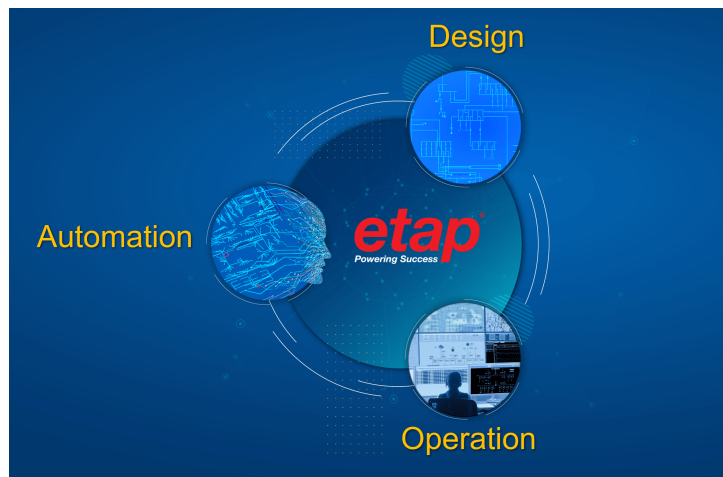 Design
Automation
etap®
Powering Success
Operation